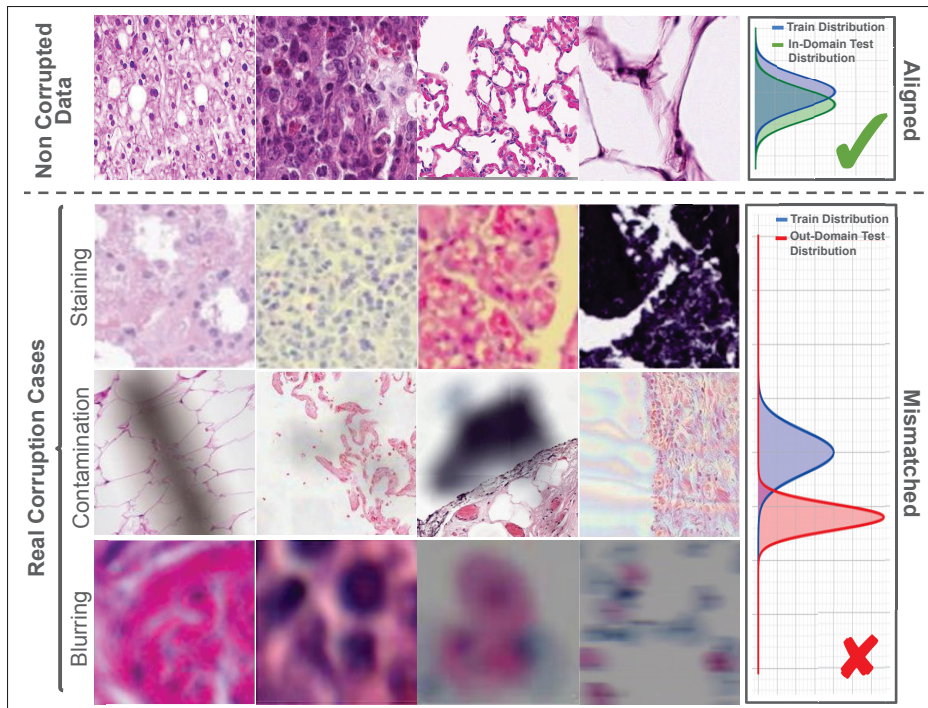 Non Corrupted
Data
Train Distribution
In-Domain Test
Distribution
Aligned
Real Corruption Cases
Staining
Contamination
Blurring
Train Distribution
Out-Domain Test
Distribution
Mismatched